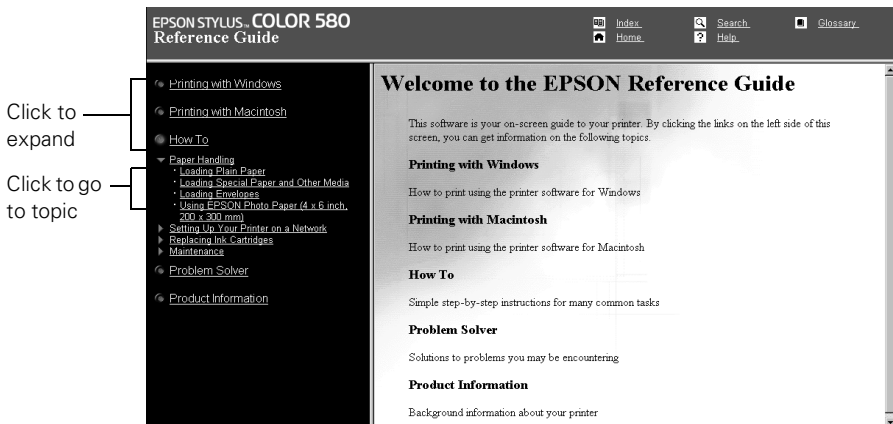 EPSON STYLUS™ COLOR 580
Reference Guide
Index
Home
Search
Help
Glossary
Click to
expand
Click to go
to topic
Printing with Windows
Printing with Macintosh
How To
Paper Handling
· Loading Plain Paper
· Loading Special Paper and Other Media
· Loading Envelopes
· Using EPSON Photo Paper (4 x 6 inch,
200 x 300 mm)
Setting Up Your Printer on a Network
Replacing Ink Cartridges
Maintenance
Problem Solver
Product Information
Welcome to the EPSON Reference Guide
This software is your on-screen guide to your printer. By clicking the links on the left side of this
screen, you can get information on the following topics.
Printing with Windows
How to print using the printer software for Windows
Printing with Macintosh
How to print using the printer software for Macintosh
How To
Simple step-by-step instructions for many common tasks
Problem Solver
Solutions to problems you may be encountering
Product Information
Background information about your printer